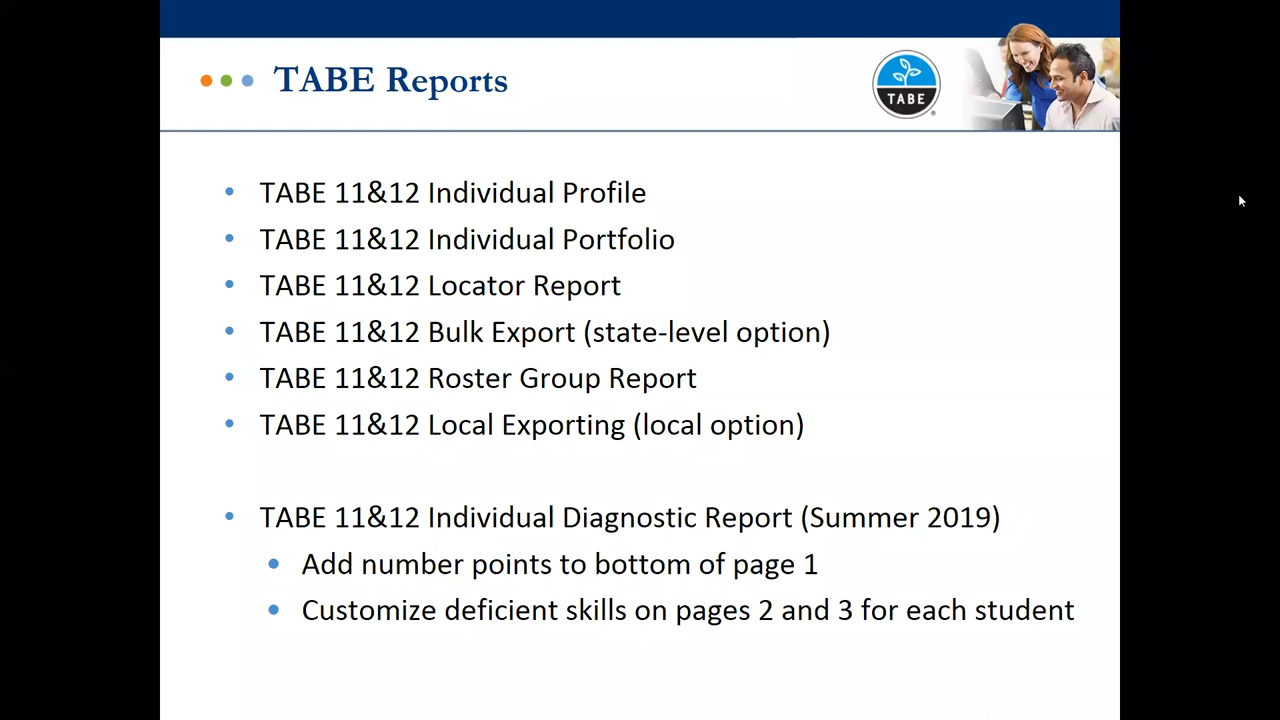 TABE Reports
TABE
TABE 11&12 Individual Profile
TABE 11&12 Individual Portfolio
TABE 11&12 Locator Report
TABE 11&12 Bulk Export (state-level option)
TABE 11&12 Roster Group Report
TABE 11&12 Local Exporting (local option)
TABE 11&12 Individual Diagnostic Report (Summer 2019)
Add number points to bottom of page 1
Customize deficient skills on pages 2 and 3 for each student